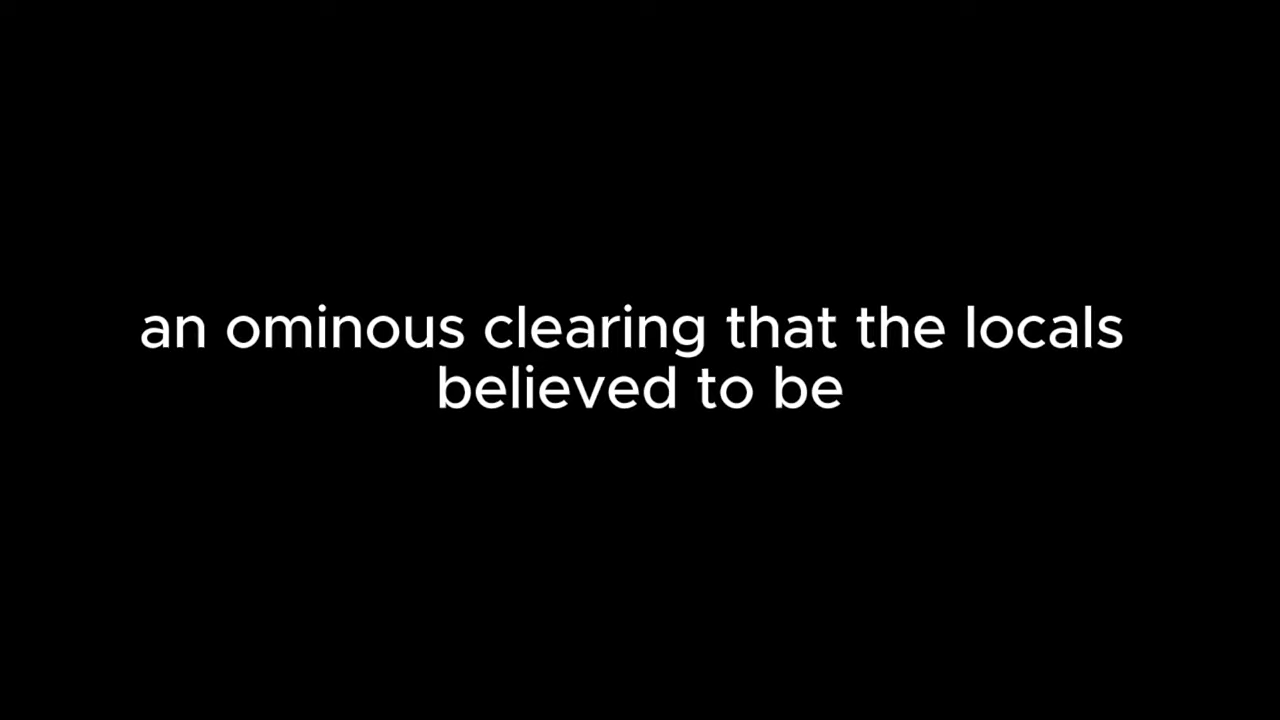 an ominous clearing that the locals
believed to be